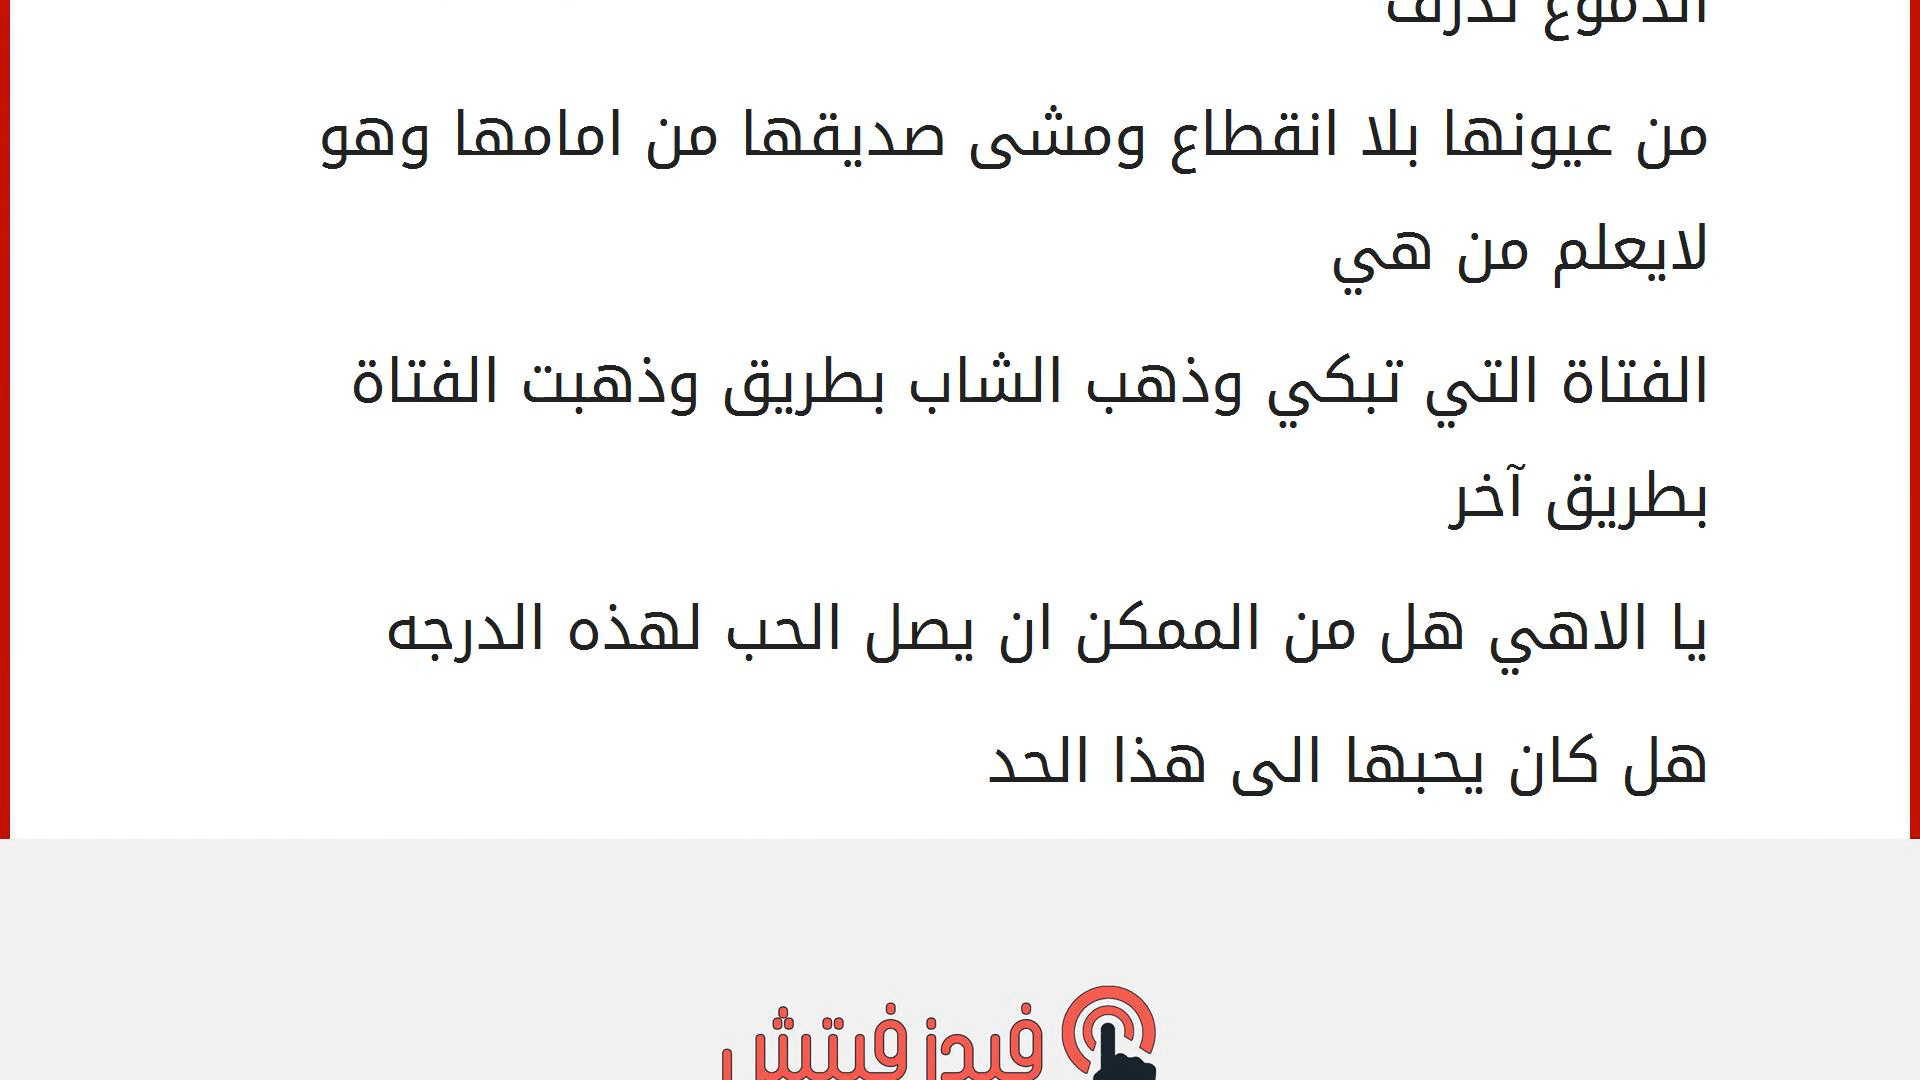 الدموع تذرف
من عيونها بلا انقطاع ومشى صديقها من امامها وهو
لايعلم من هي
الفتاة التي تبكي وذهب الشاب بطريق وذهبت الفتاة
بطريق آخر
يا الاهي هل من الممكن ان يصل الحب لهذه الدرجه
هل كان يحبها الى هذا الحد
فيدز فيتش